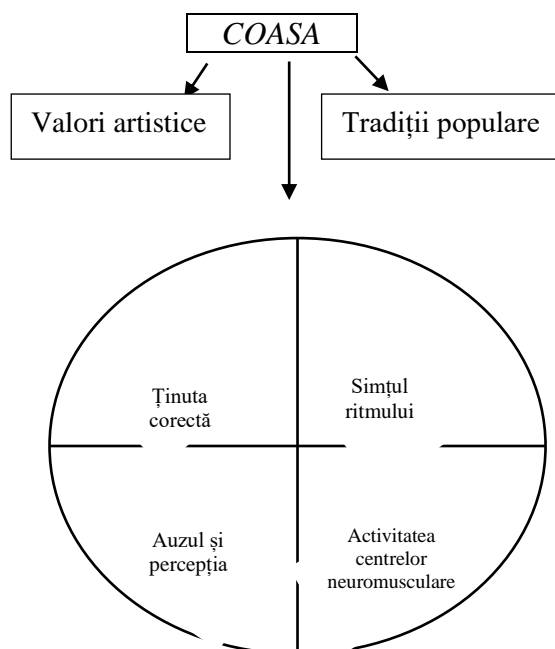 COASA
Valori artistice
Tradiții populare
Ținuta
corectă
Simțul
ritmului
Auzul și
percepția
Activitatea
centrelor
neuromusculare